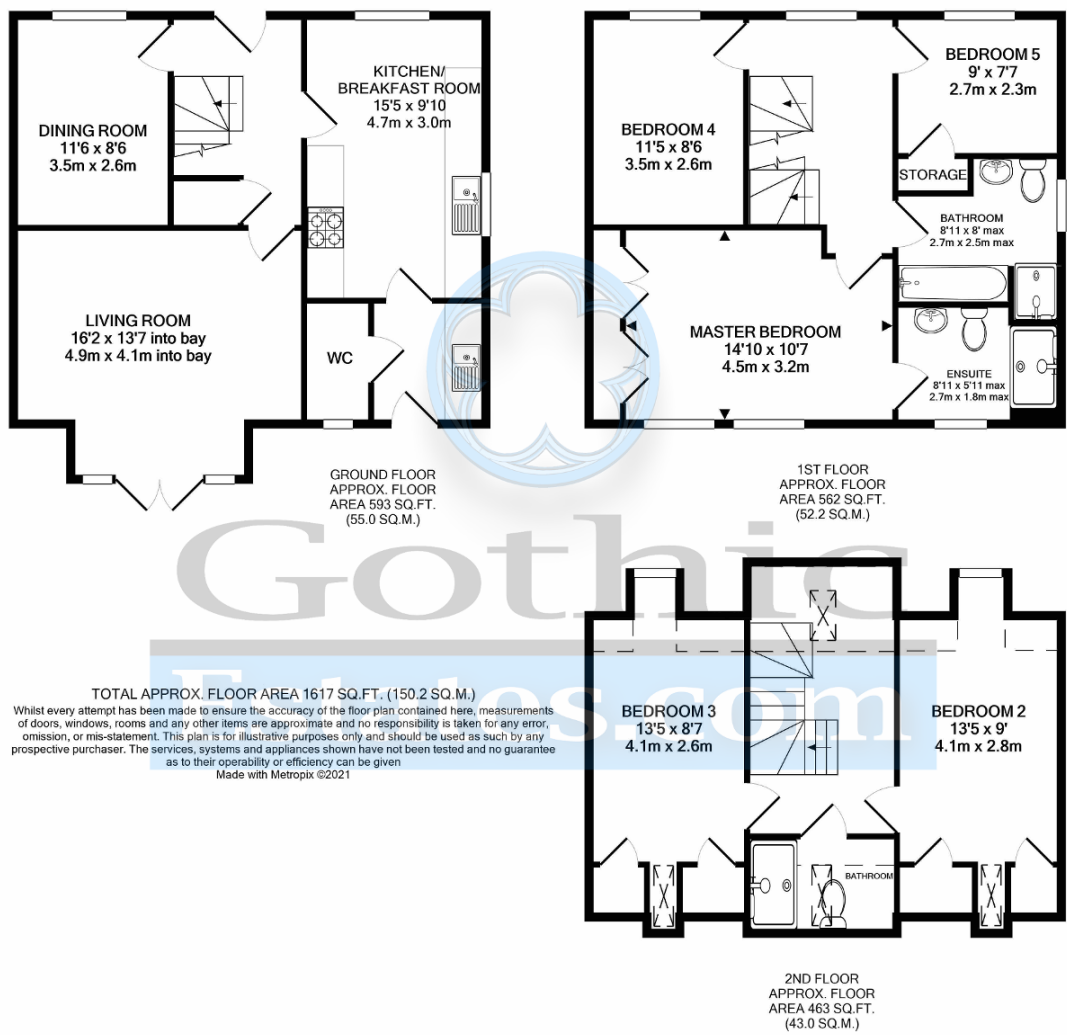 KITCHEN/
BREAKFAST ROOM
15'5 x 9'10
4.7m x 3.0m
DINING ROOM
11'6 x 8'6
3.5m x 2.6m
LIVING ROOM
16'2 x 13'7 into bay
4.9m x 4.1m into bay
WC
GROUND FLOOR
APPROX. FLOOR
AREA 593 SQ.FT.
(55.0 SQ.M.)
BEDROOM 5
9' x 7'7
2.7m x 2.3m
BEDROOM 4
11'5 x 8'6
3.5m x 2.6m
STORAGE
BATHROOM
8'11 x 8' max
2.7m x 2.5m max
MASTER BEDROOM
14'10 x 10'7
4.5m x 3.2m
ENSUITE
8'11 x 5'11 max
2.7m x 1.8m max
1ST FLOOR
APPROX. FLOOR
AREA 562 SQ.FT.
(52.2 SQ.M.)
Gothic
Estates.com
TOTAL APPROX. FLOOR AREA 1617 SQ.FT. (150.2 SQ.M.)
Whilst every attempt has been made to ensure the accuracy of the floor plan contained here, measurements
of doors, windows, rooms and any other items are approximate and no responsibility is taken for any error,
omission, or mis-statement. This plan is for illustrative purposes only and should be used as such by any
prospective purchaser. The services, systems and appliances shown have not been tested and no guarantee
as to their operability or efficiency can be given
Made with Metropix ©2021
BEDROOM 3
13'5 x 8'7
4.1m x 2.6m
BEDROOM 2
13'5 x 9'
4.1m x 2.8m
BATHROOM
2ND FLOOR
APPROX. FLOOR
AREA 463 SQ.FT.
(43.0 SQ.M.)